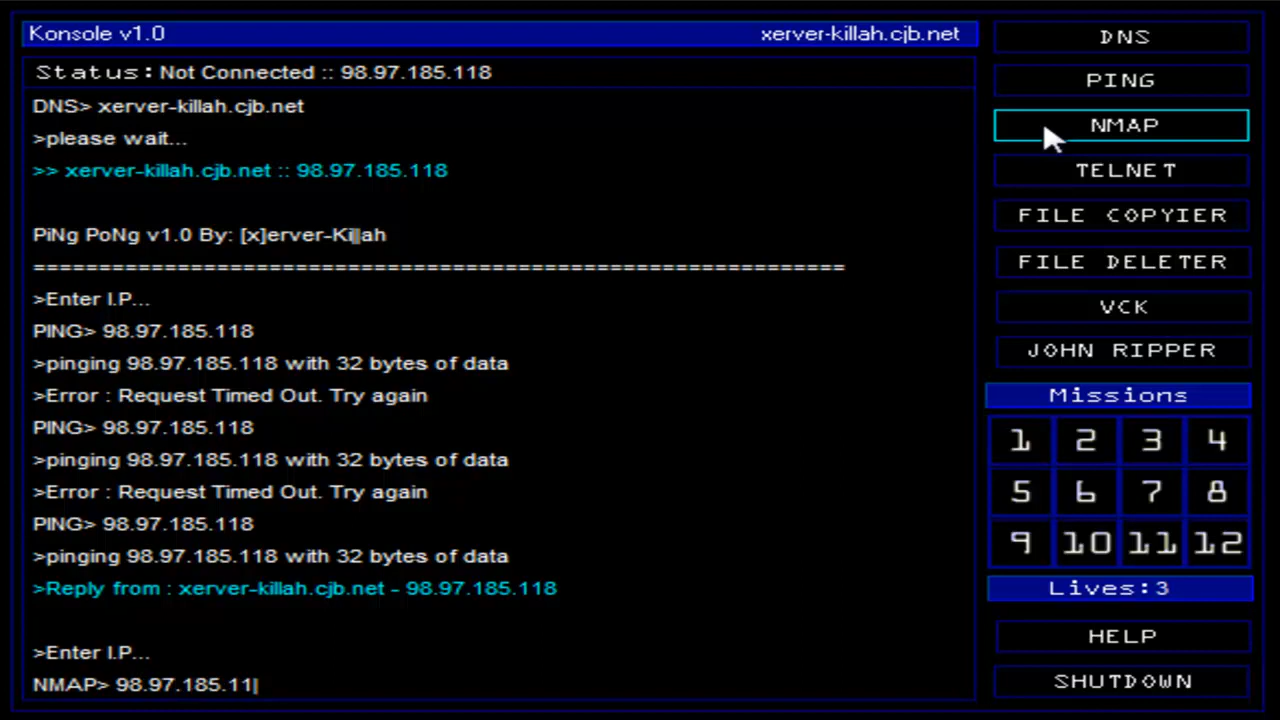 Konsole v1.0 xerver-killah.cjb.net
Status: Not Connected :: 98.97.185.118
DNS> xerver-killah.cjb.net
>please wait...
>> xerver-killah.cjb.net :: 98.97.185.118
PiNg PoNg v1.0 By: [x]erver-Killah
==============================================================
>Enter I.P...
PING> 98.97.185.118
>pinging 98.97.185.118 with 32 bytes of data
>Error : Request Timed Out. Try again
PING> 98.97.185.118
>pinging 98.97.185.118 with 32 bytes of data
>Error : Request Timed Out. Try again
PING> 98.97.185.118
>pinging 98.97.185.118 with 32 bytes of data
>Reply from : xerver-killah.cjb.net - 98.97.185.118
>Enter I.P...
NMAP> 98.97.185.11
DNS
PING
NMAP
TELNET
FILE COPYIER
FILE DELETER
VCK
JOHN RIPPER
Missions
1 2 3 4
5 6 7 8
9 10 11 12
Lives:3
HELP
SHUTDOWN